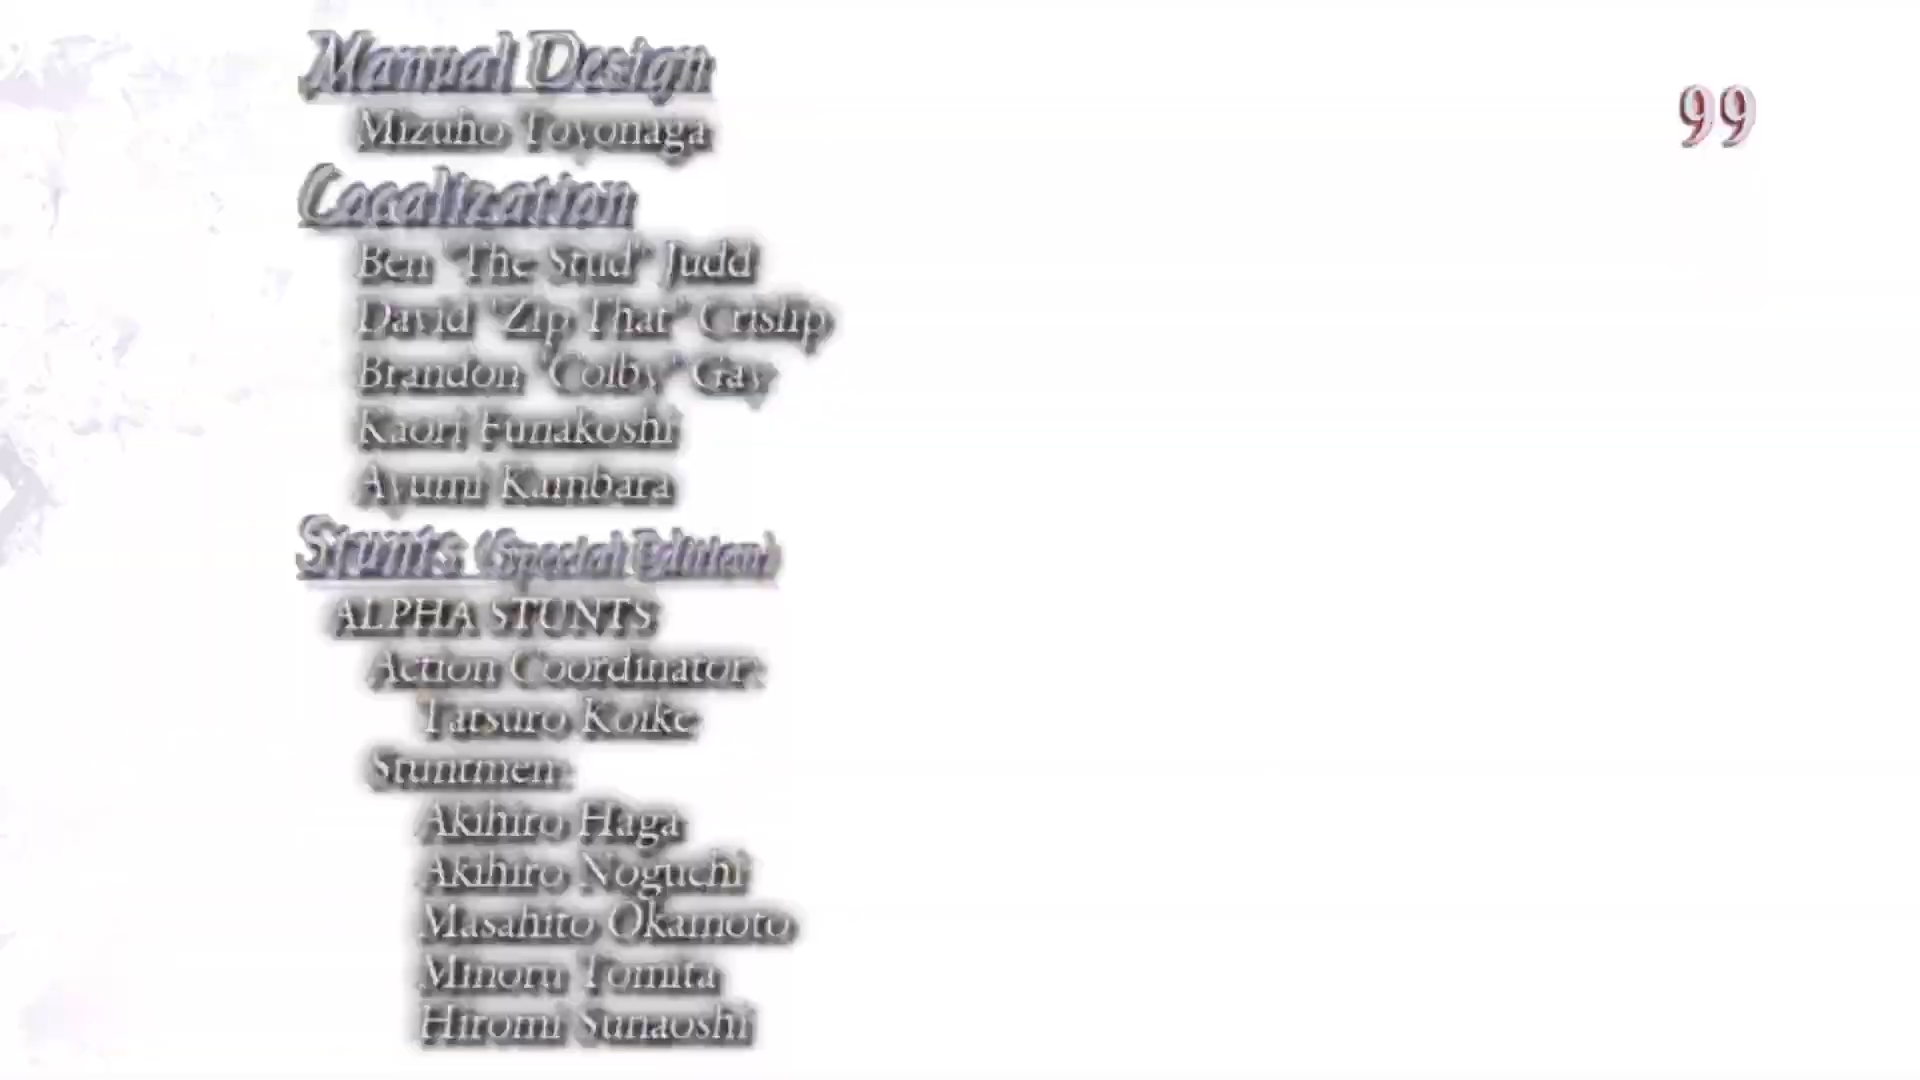 Manual Design
99
Mizuho Toyonaga
Localization
Ben "The Stud" Judd
David "Zip That" Crislip
Brandon "Colby" Gay
Kaori Funakoshi
Ayumi Kambara
Stunts (Special Edition)
ALPHA STUNTS
Action Coordinator:
Tatsuro Koike
Stuntmen:
Akihiro Haga
Akihiro Noguchi
Masahito Okamoto
Minoru Tomita
Hiromi Sunaoshi